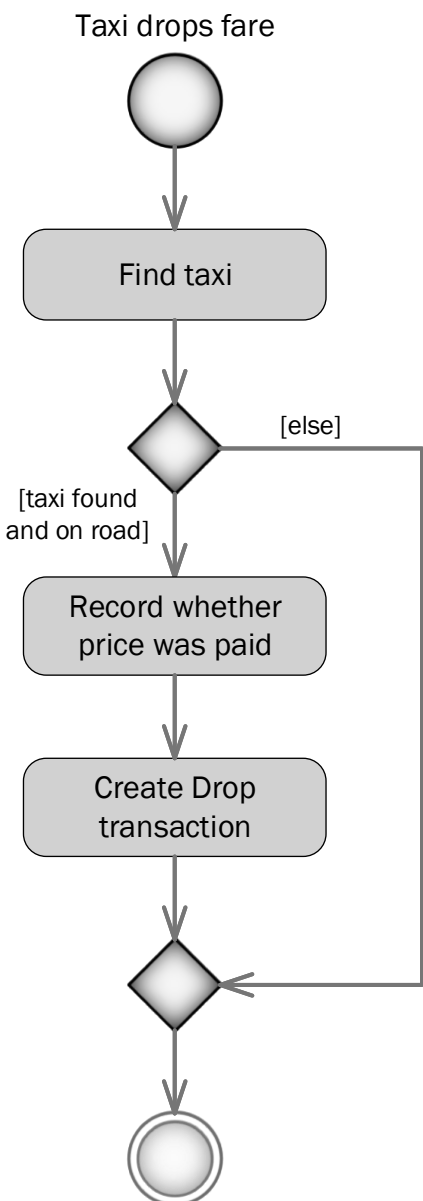 Taxi drops fare
Find taxi
[else]
[taxi found
and on road]
Record whether
price was paid
Create Drop
transaction